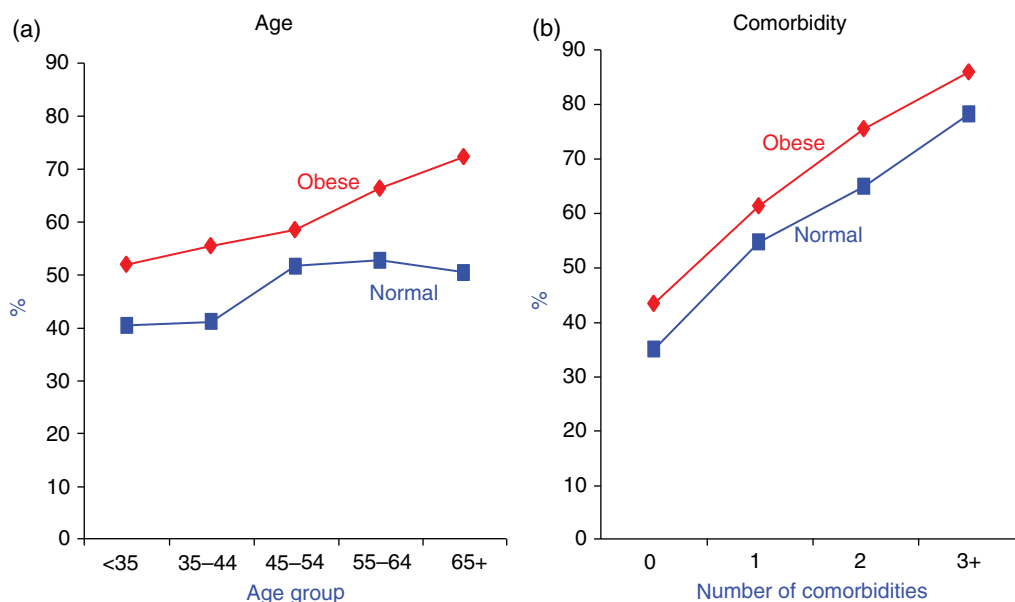 (a)
Age
90
80
70
60
50
40
30
20
10
0
%
Obese
Normal
<35 35–44 45–54 55–64 65+
Age group
(b)
Comorbidity
90
80
70
60
50
40
30
20
10
0
%
Obese
Normal
0 1 2 3+
Number of comorbidities